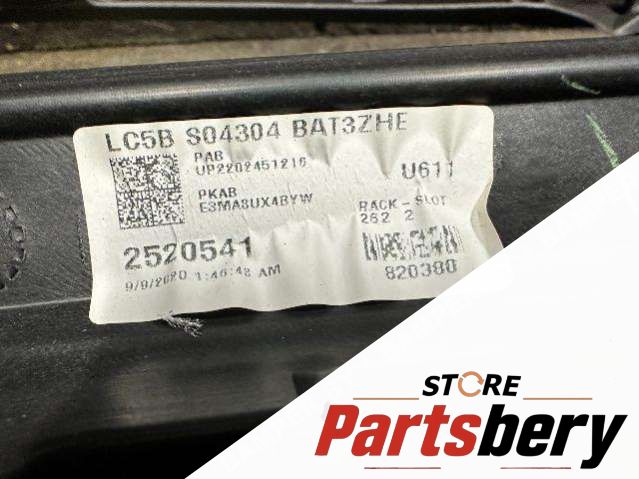 LC5B S04304 BAT3ZHE
PAB
UP2202451216
U611
PKAB
E3MA8UX4BYW
RACK - SLOT
262 2
2520541
9/9/2020 1:46:48 AM
820380
STORE
Partsbery